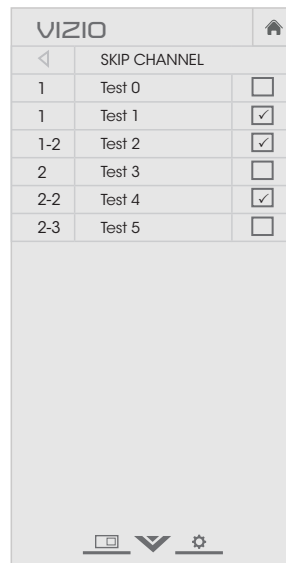 VIZIO
SKIP CHANNEL
1 Test 0
1 Test 1
1-2 Test 2
2 Test 3
2-2 Test 4
2-3 Test 5